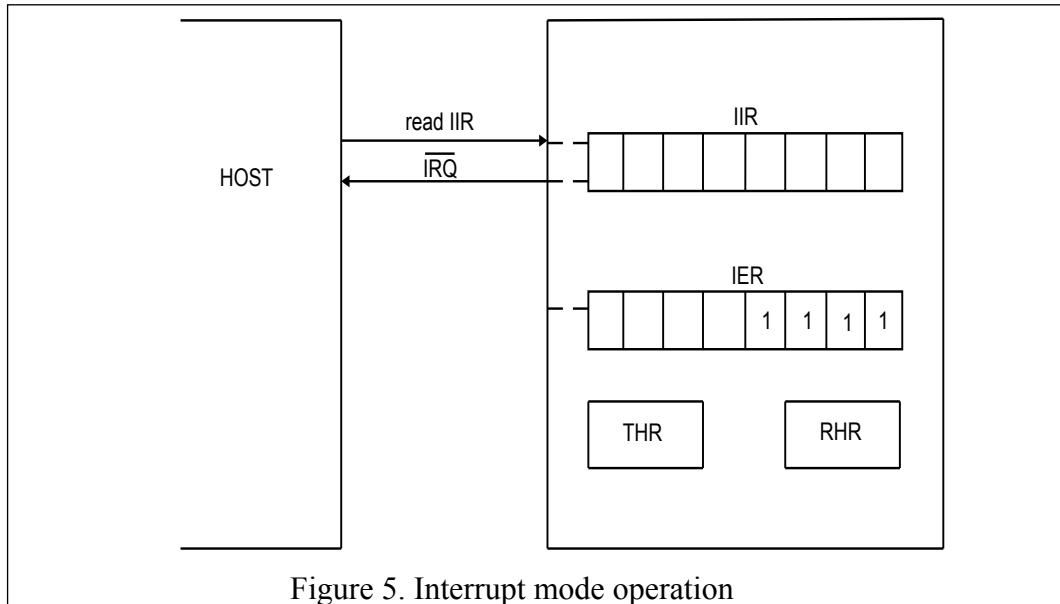 read IIR
IIR
IRQ
HOST
IER
1 1 1 1
THR RHR
Figure 5. Interrupt mode operation